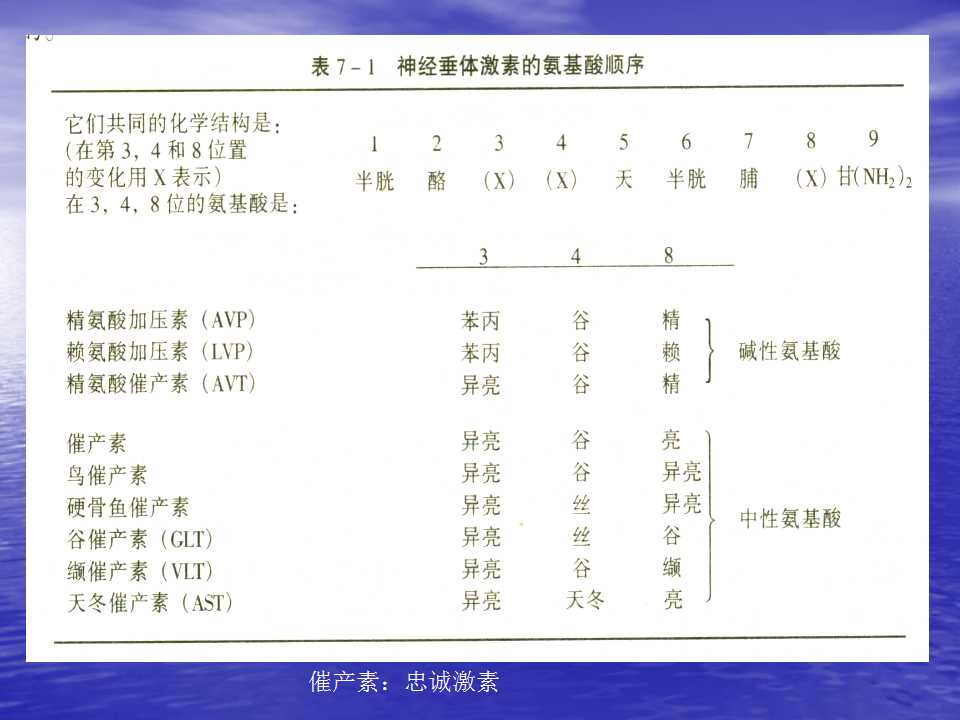 表 7－1 神经垂体激素的氨基酸顺序
它们共同的化学结构是：
（在第 3，4 和 8 位置 1 2 3 4 5 6 7 8 9
的变化用 X 表示） 半胱 酪 （X） （X） 天 半胱 脯 （X） 甘(NH₂)₂
在 3，4，8 位的氨基酸是：
3 4 8
精氨酸加压素（AVP） 苯丙 谷 精
赖氨酸加压素（LVP） 苯丙 谷 赖 碱性氨基酸
精氨酸催产素（AVT） 异亮 谷 精
催产素 异亮 谷 亮
鸟催产素 异亮 谷 异亮
硬骨鱼催产素 异亮 丝 异亮 中性氨基酸
谷催产素（GLT） 异亮 丝 谷
缬催产素（VLT） 异亮 谷 缬
天冬催产素（AST） 异亮 天冬 亮
催产素：忠诚激素